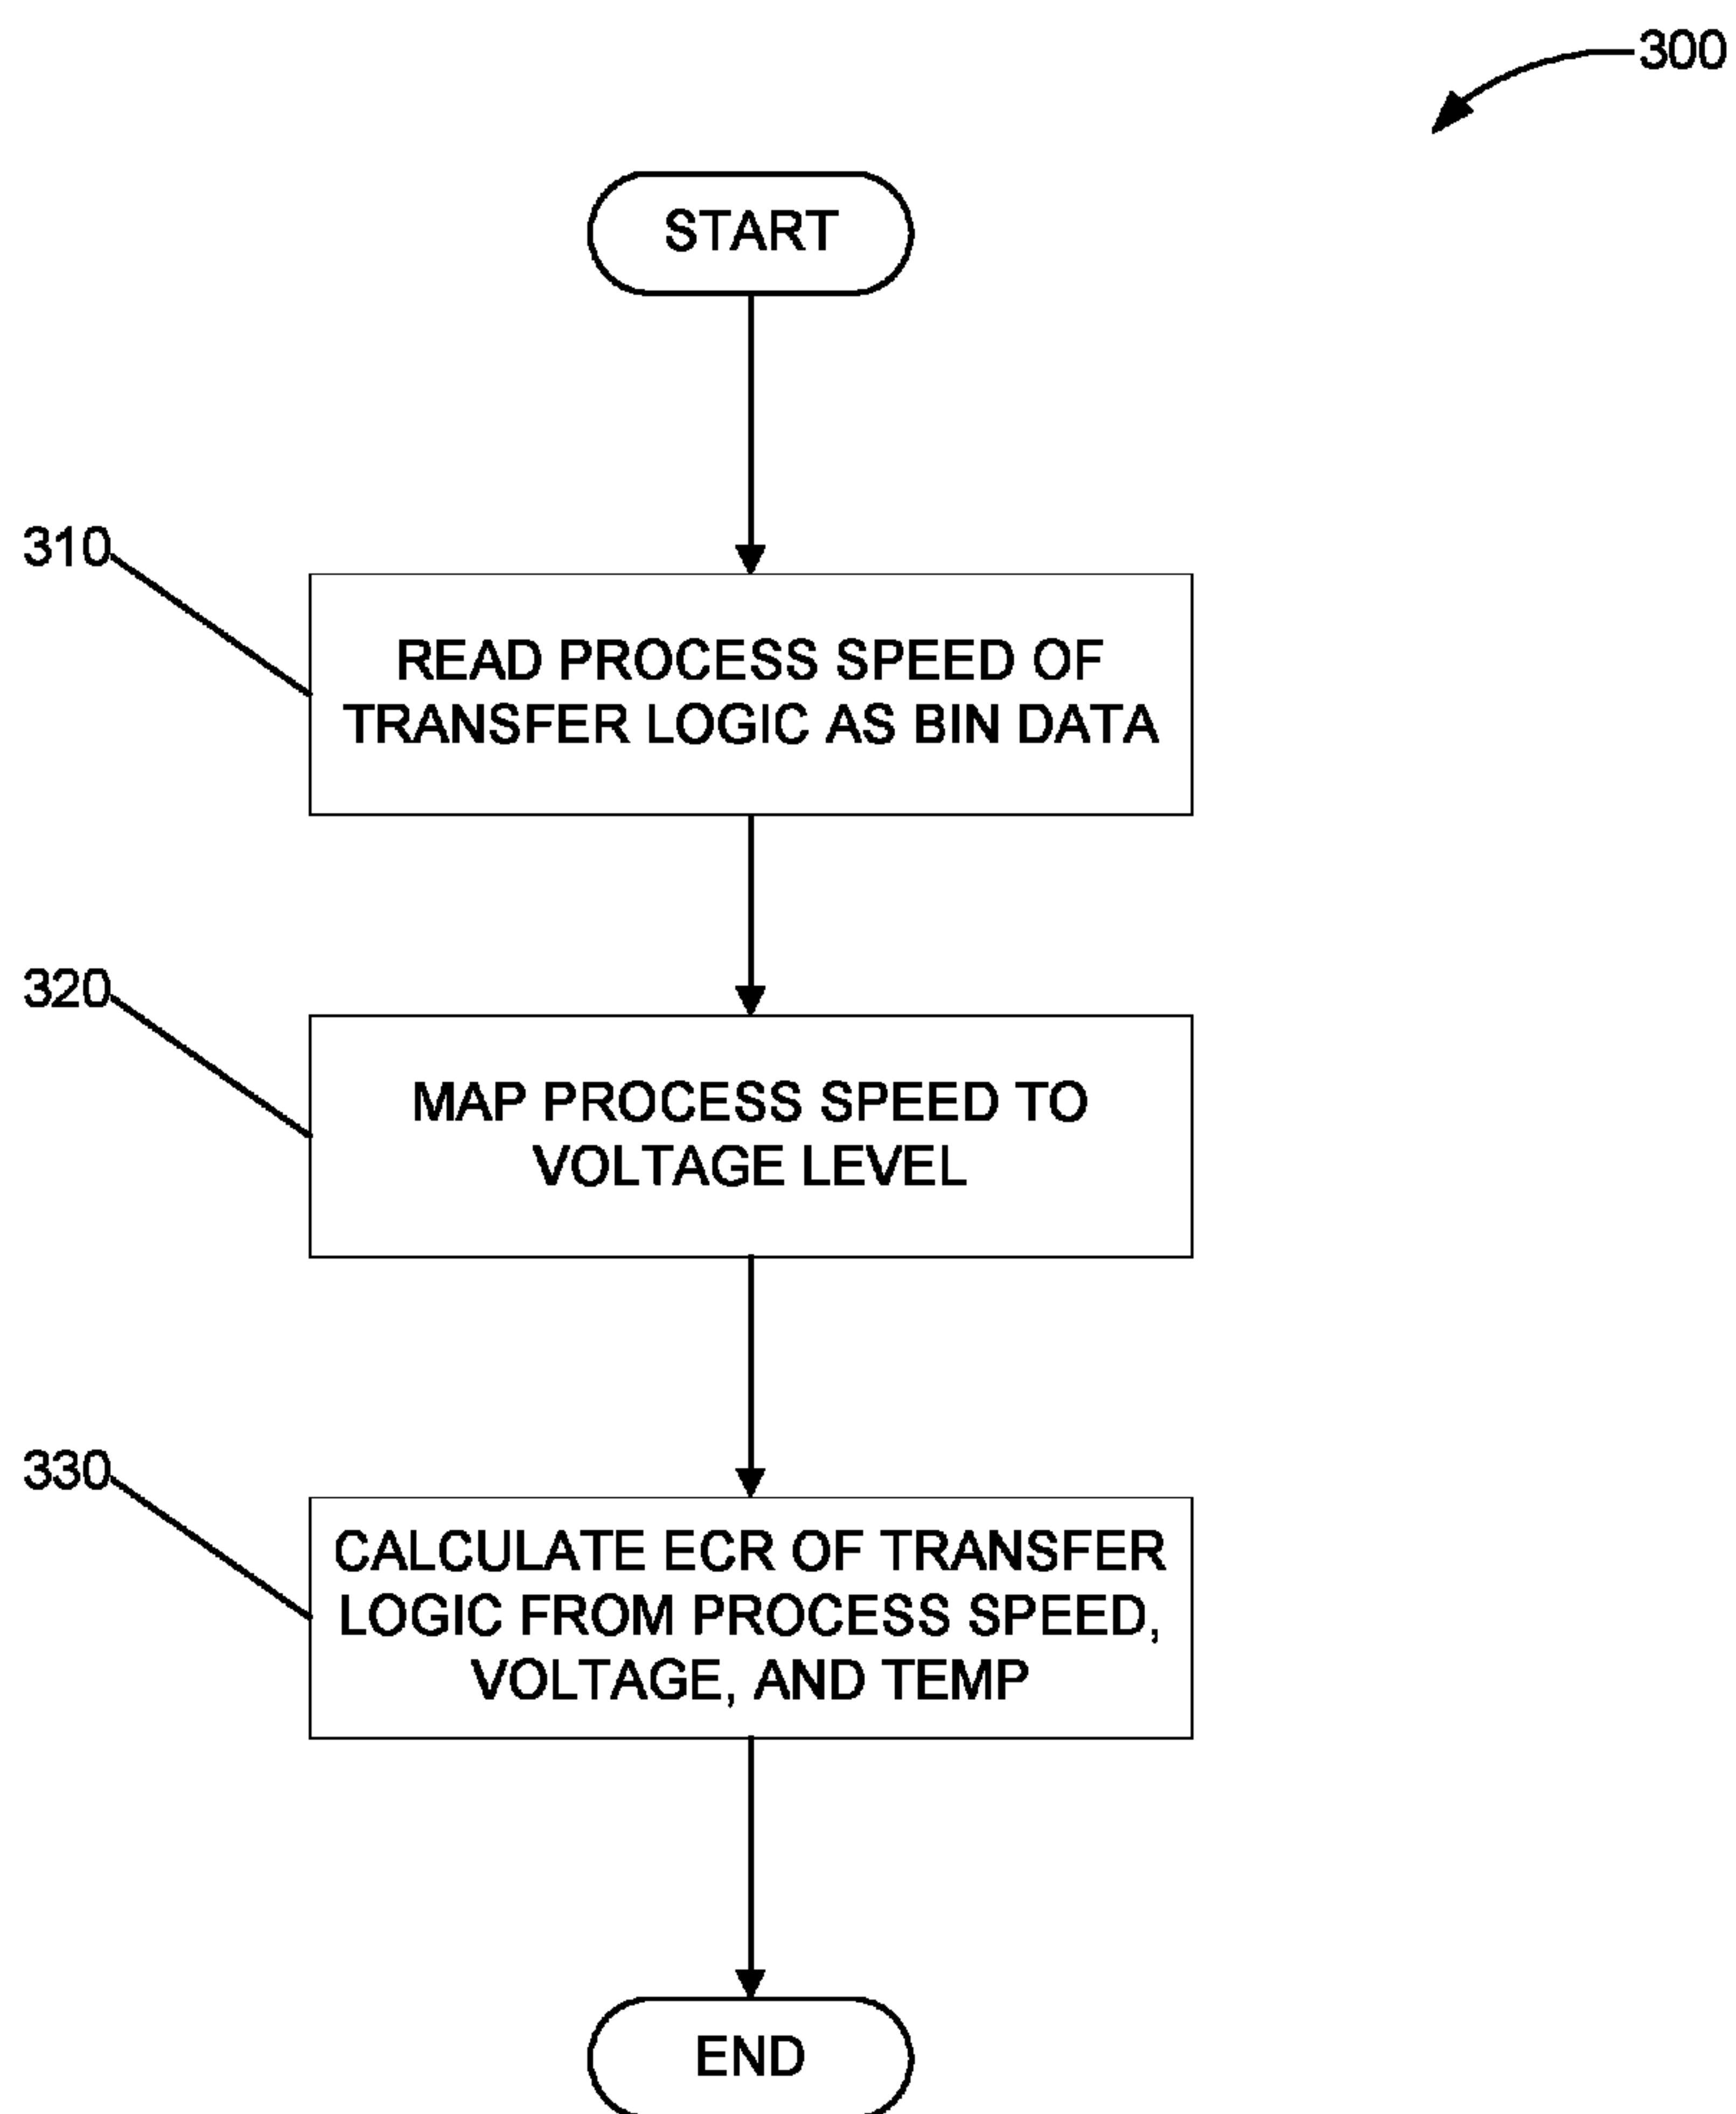 300
START
310
READ PROCESS SPEED OF
TRANSFER LOGIC AS BIN DATA
320
MAP PROCESS SPEED TO
VOLTAGE LEVEL
330
CALCULATE ECR OF TRANSFER
LOGIC FROM PROCESS SPEED,
VOLTAGE, AND TEMP
END